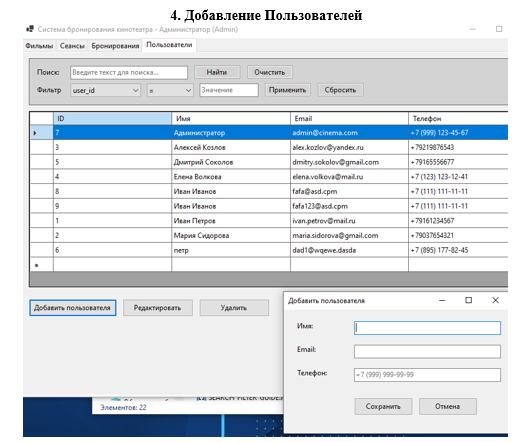 4. Добавление Пользователей
Система бронирования кинотеатра - Администратор (Admin)
Фильмы Сеансы Бронирования Пользователи
Поиск: Введите текст для поиска... Найти Очистить
Фильтр user_id = Значение Применить Сбросить
ID Имя Email Телефон
7 Администратор admin@cinema.com +7 (999) 123-45-67
3 Алексей Козлов alex.kozlov@yandex.ru +79219876543
5 Дмитрий Соколов dmitry.sokolov@gmail.com +79165556677
4 Елена Волкова elena.volkova@mail.ru +7 (123) 123-12-41
8 Иван Иванов fafa@asd.cpm +7 (111) 111-11-11
9 Иван Иванов fafa123@asd.cpm +7 (111) 111-11-11
1 Иван Петров ivan.petrov@mail.ru +79161234567
2 Мария Сидорова maria.sidorova@gmail.com +79037654321
6 петр dad1@wqewe.dasda +7 (895) 177-82-45
Добавить пользователя Редактировать Удалить
Добавить пользователя
Имя:
Email:
Телефон: +7 (999) 999-99-99
Сохранить Отмена
Элементов: 22